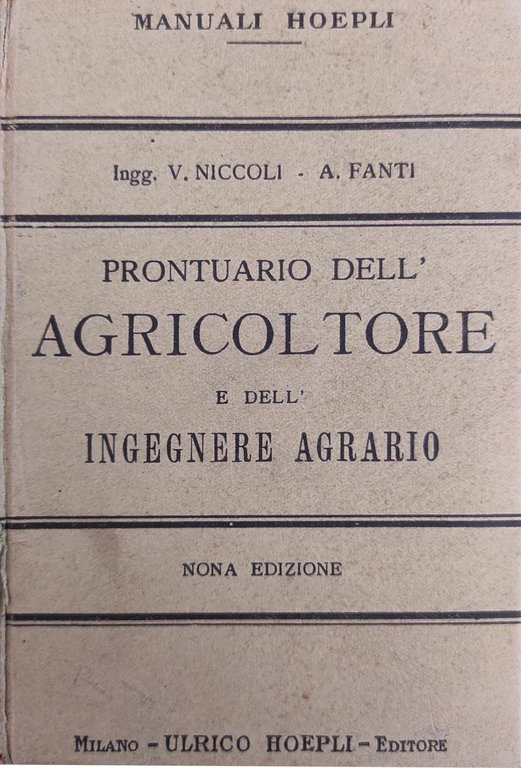 MANUALI HOEPLI
Ingg. V. NICCOLI - A. FANTI
PRONTUARIO DELL'
AGRICOLTORE
E DELL'
INGEGNERE AGRARIO
NONA EDIZIONE
MILANO - ULRICO HOEPLI - EDITORE